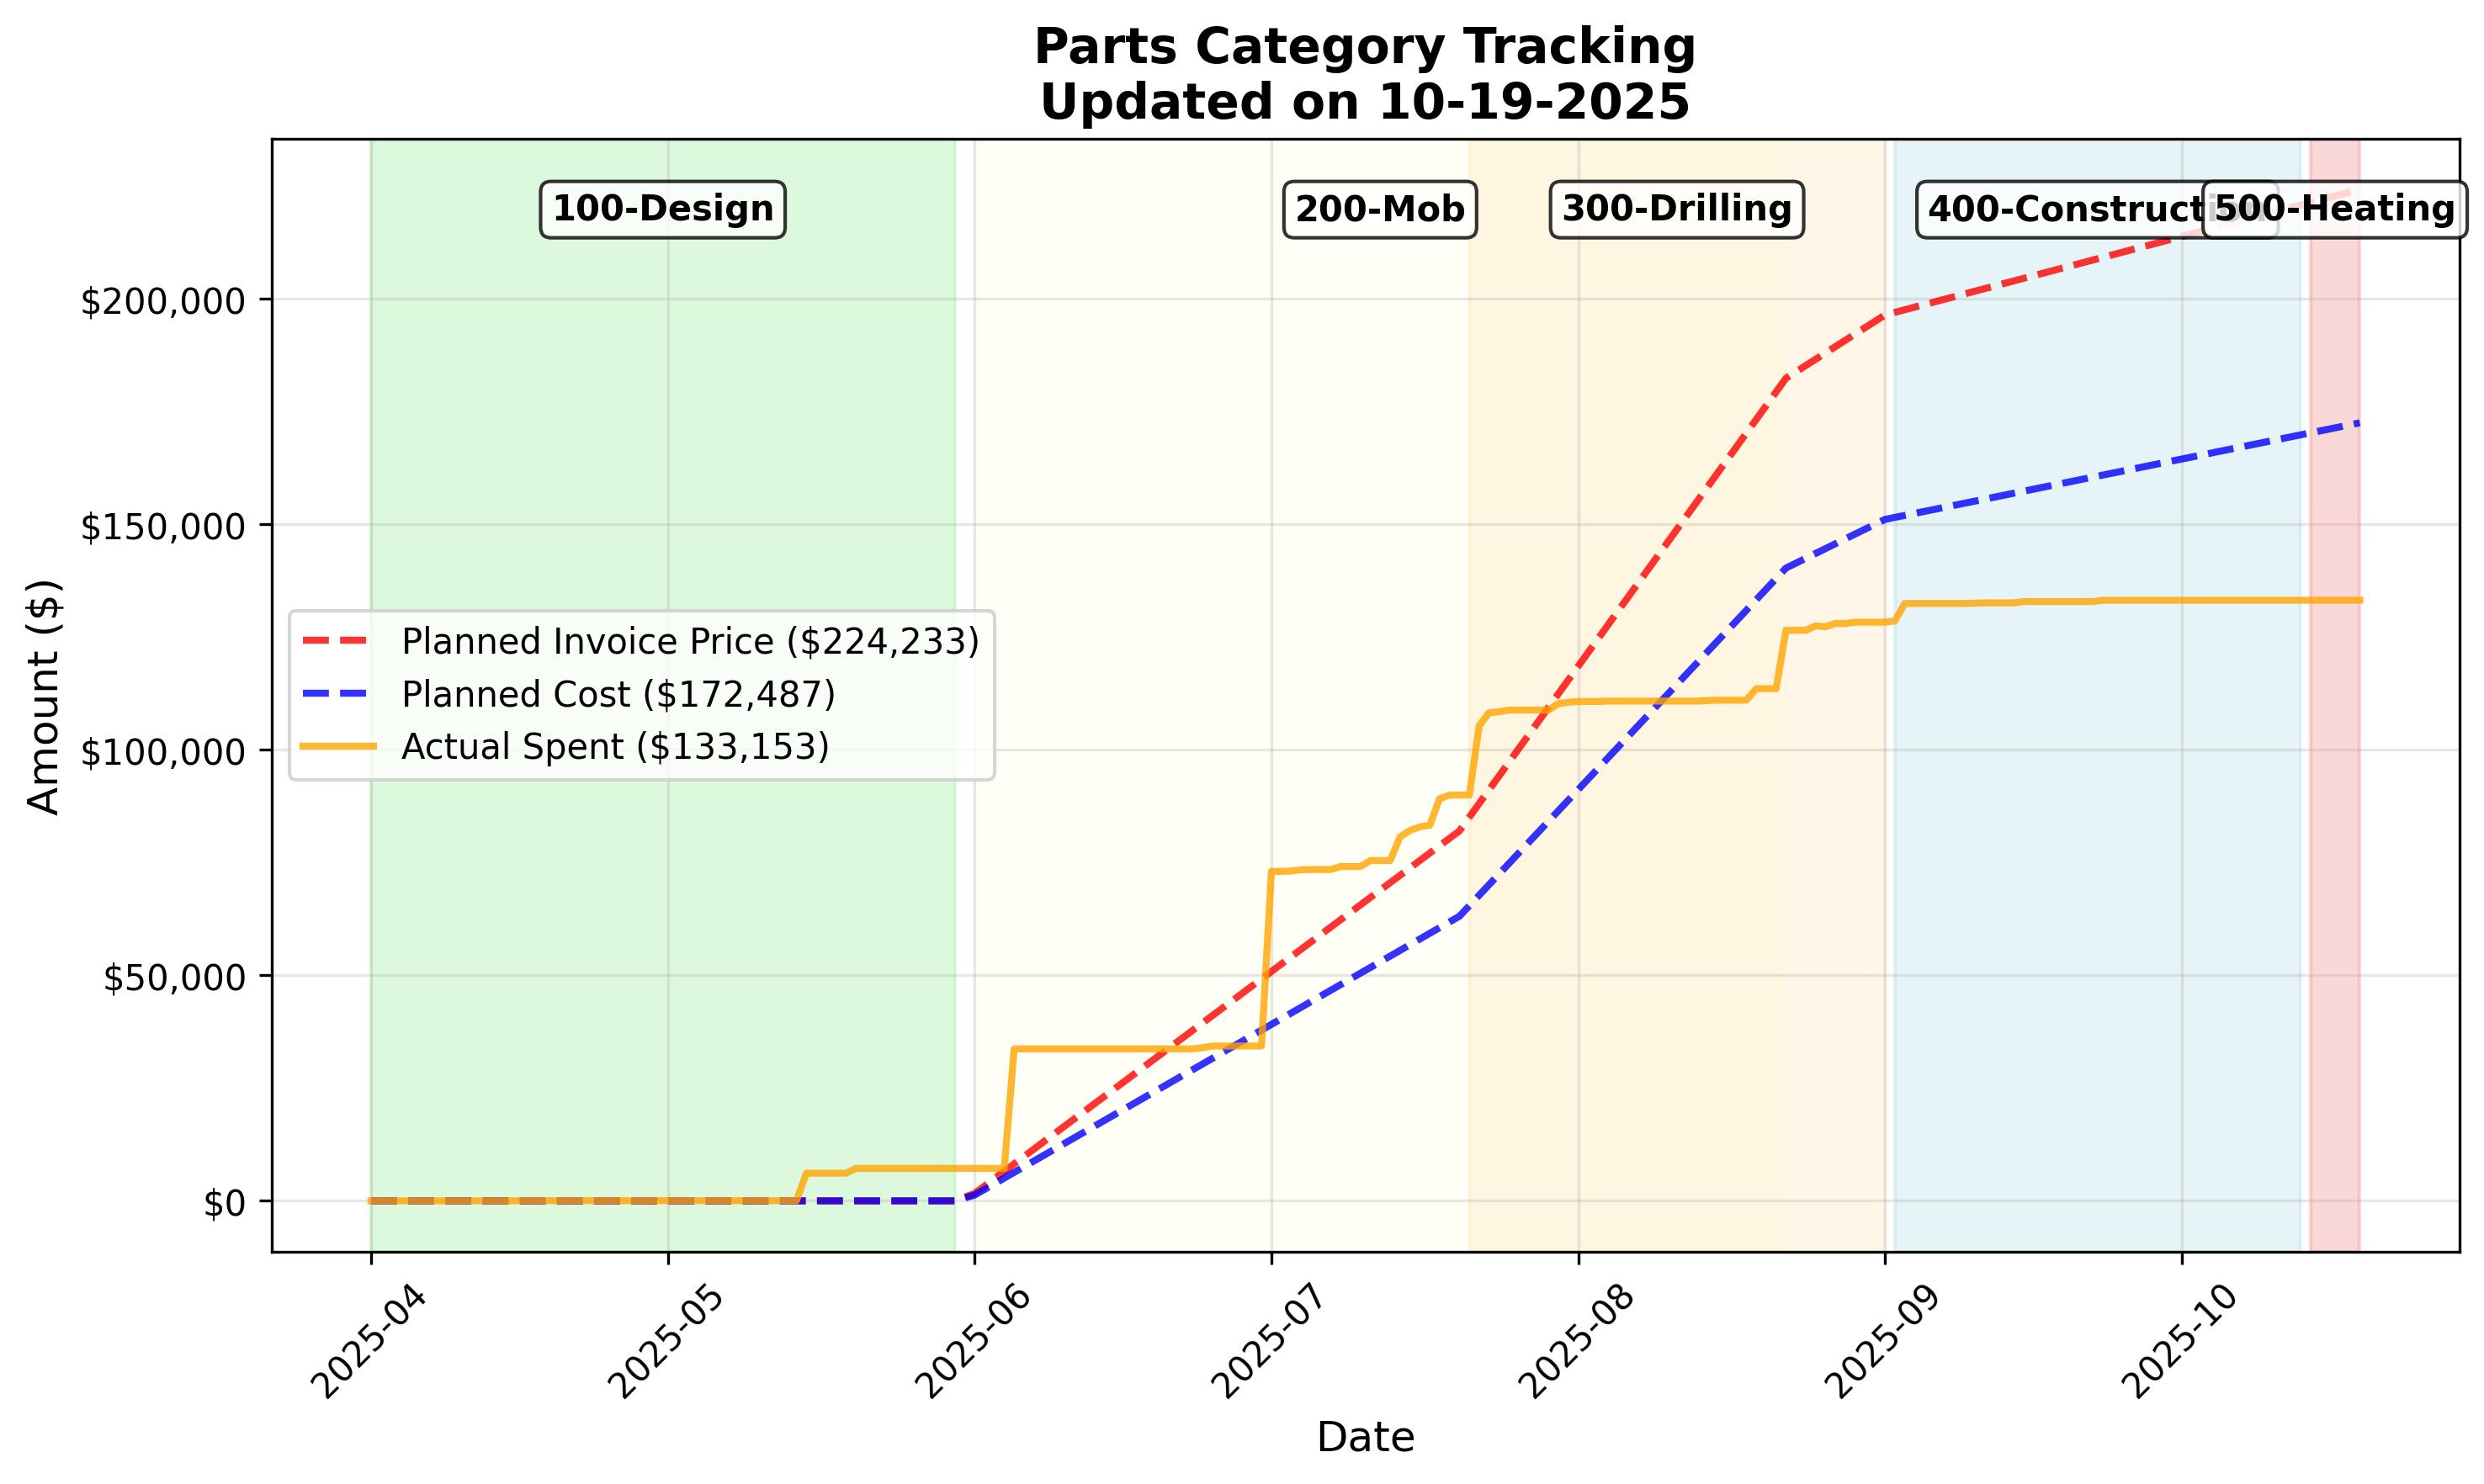 Parts Category Tracking
Updated on 10-19-2025
100-Design
200-Mob
300-Drilling
400-Construction
500-Heating
$200,000
$150,000
$100,000
$50,000
$0
Amount ($)
Planned Invoice Price ($224,233)
Planned Cost ($172,487)
Actual Spent ($133,153)
2025-04
2025-05
2025-06
2025-07
2025-08
2025-09
2025-10
Date